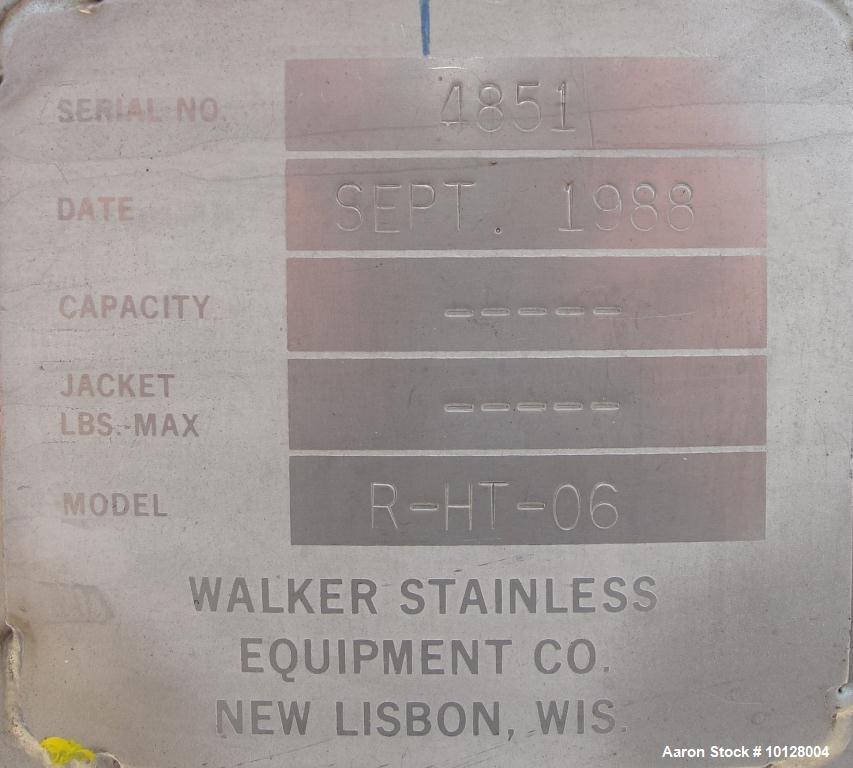 SERIAL NO. 4851
DATE SEPT. 1988
CAPACITY -----
JACKET
LBS.-MAX -----
MODEL R-HT-06
WALKER STAINLESS
EQUIPMENT CO.
NEW LISBON, WIS.
Aaron Stock # 10128004